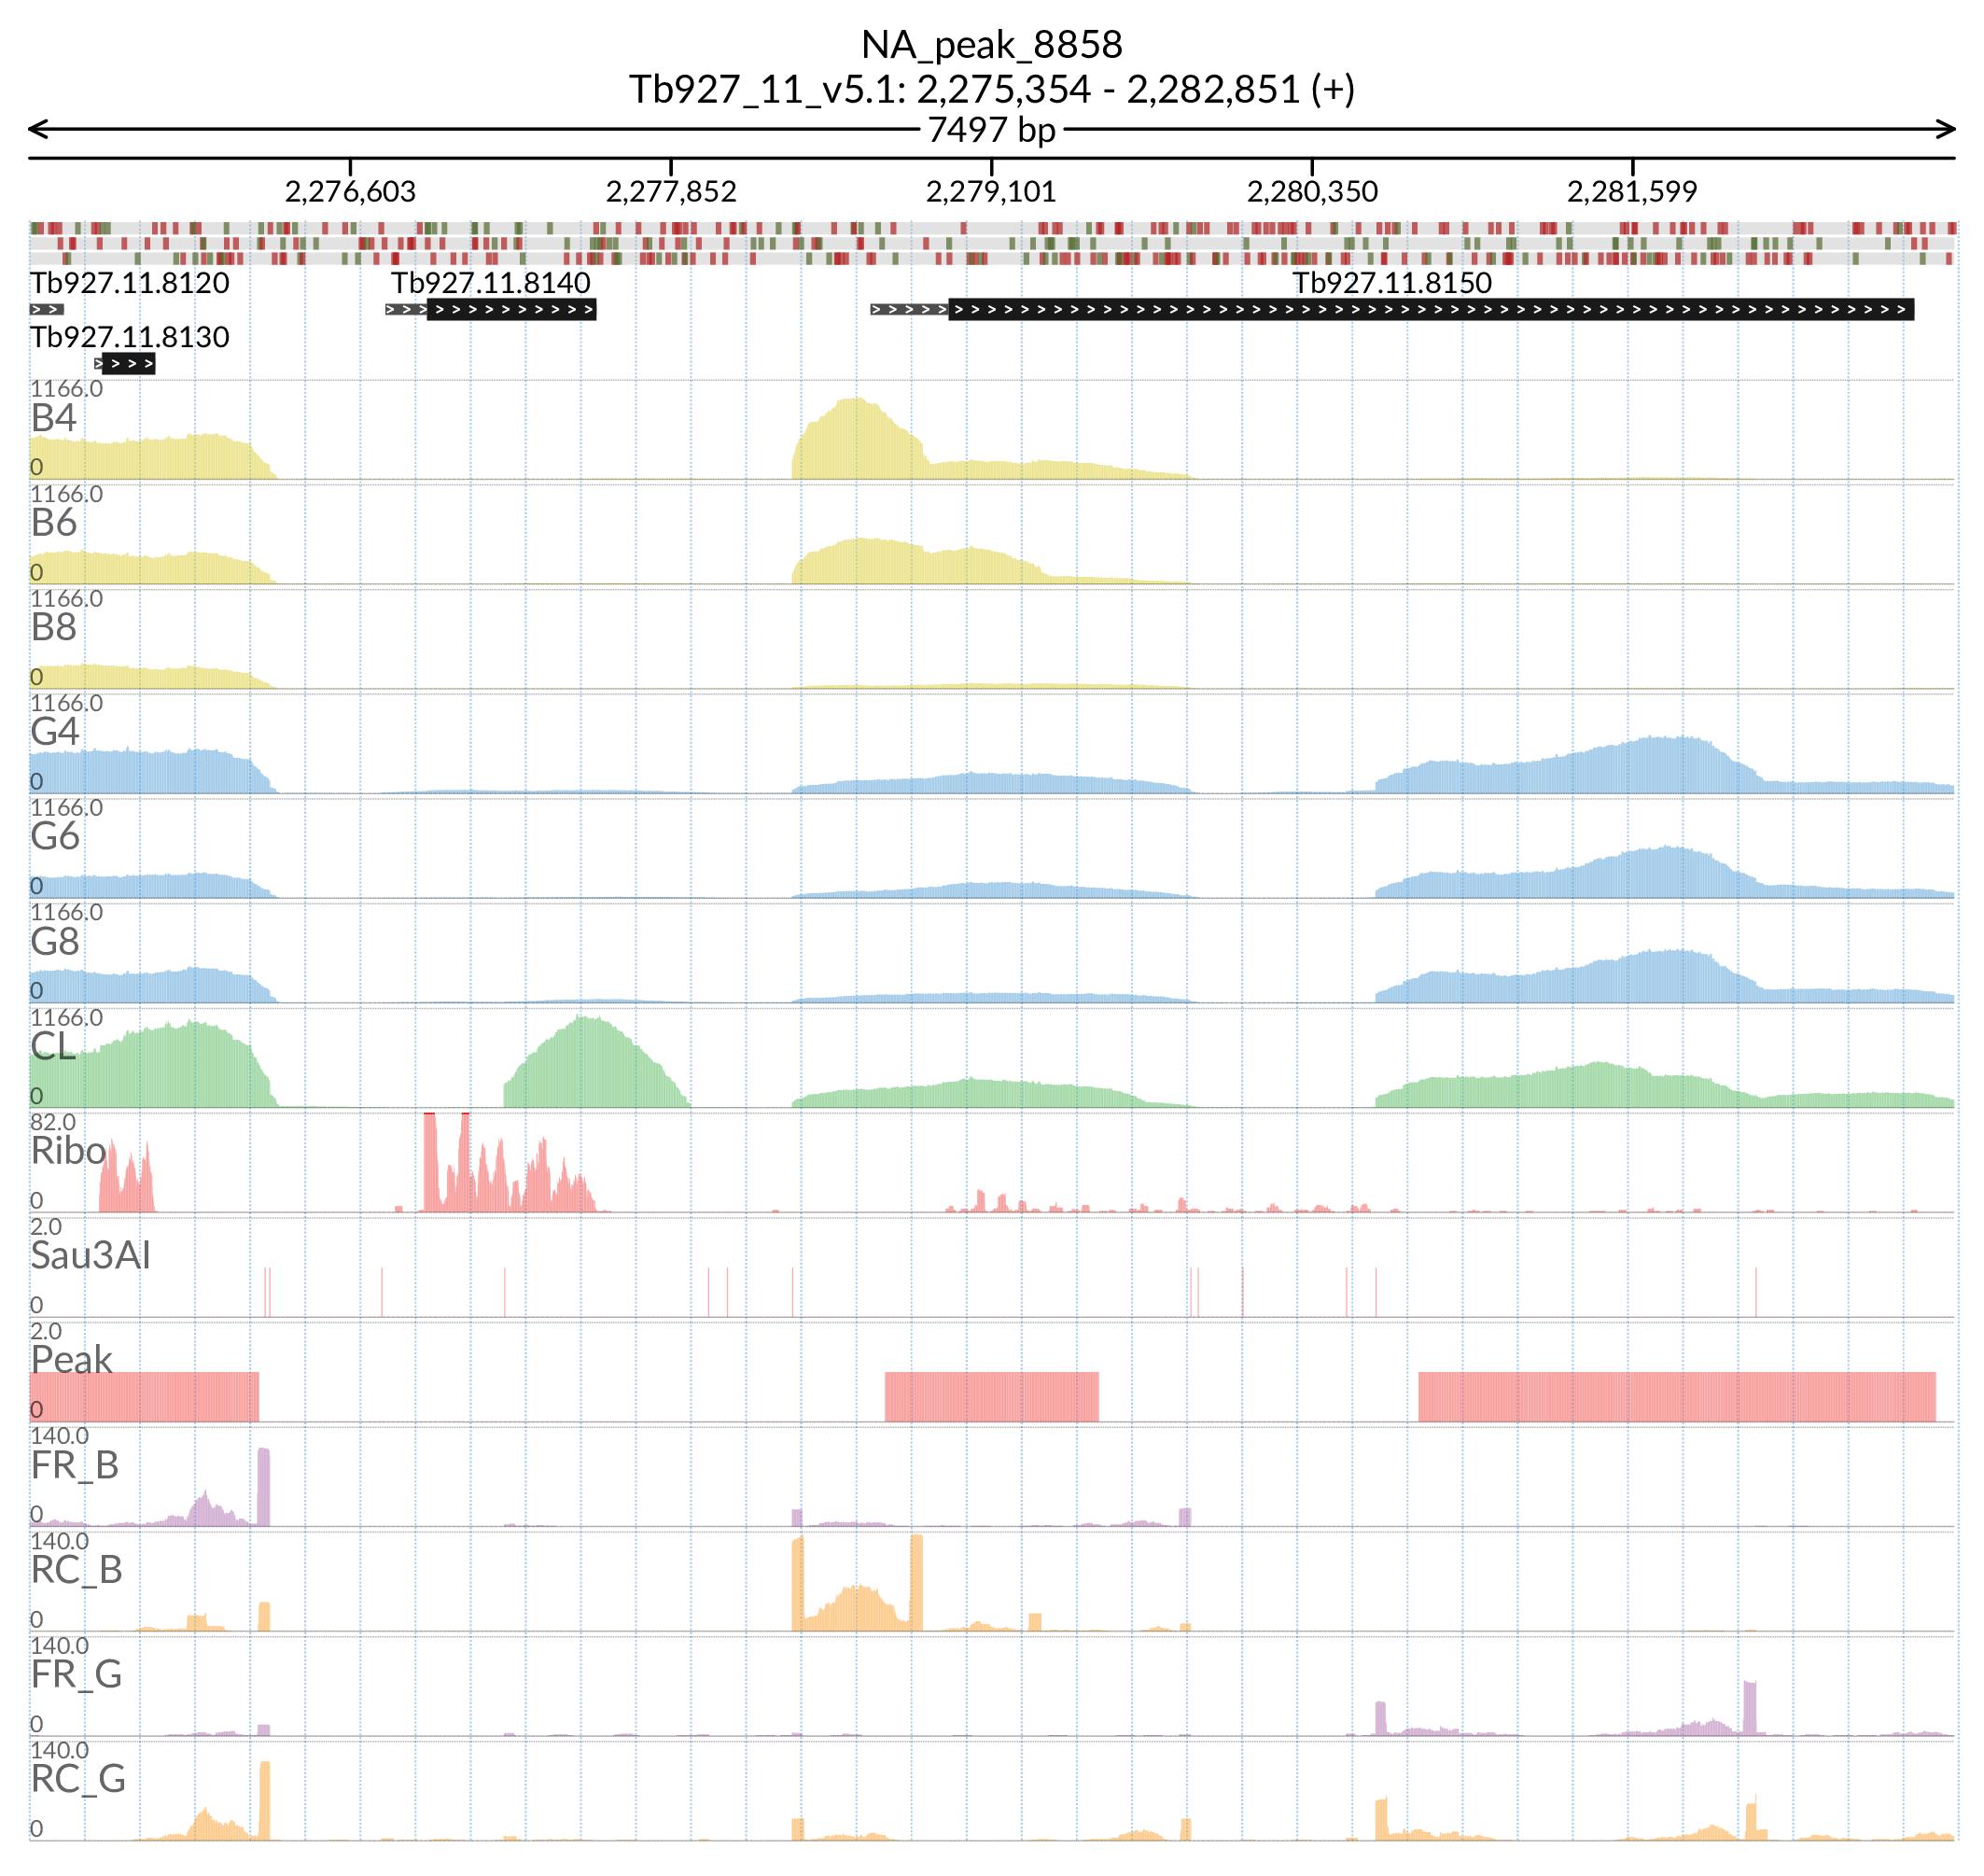 NA_peak_8858
Tb927_11_v5.1: 2,275,354 - 2,282,851 (+)
7497 bp
2,276,603 2,277,852 2,279,101 2,280,350 2,281,599
Tb927.11.8120 Tb927.11.8140 Tb927.11.8150
Tb927.11.8130
1166.0
B4
0
1166.0
B6
0
1166.0
B8
0
1166.0
G4
0
1166.0
G6
0
1166.0
G8
0
1166.0
CL
0
82.0
Ribo
0
2.0
Sau3AI
0
2.0
Peak
0
140.0
FR_B
0
140.0
RC_B
0
140.0
FR_G
0
140.0
RC_G
0